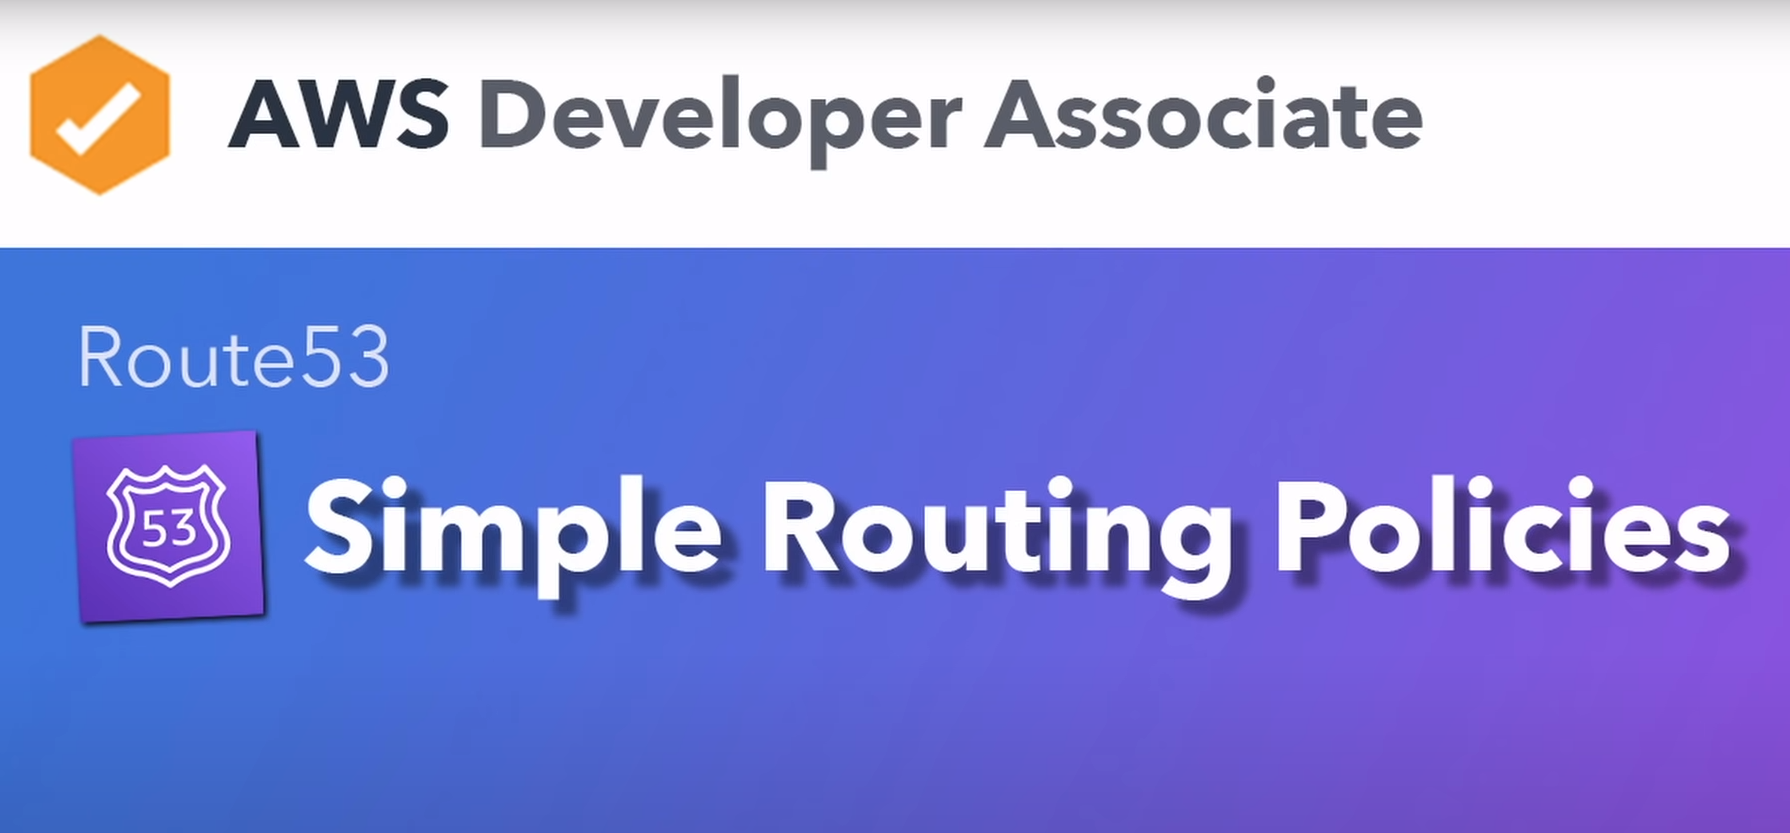 AWS Developer Associate
Route53
53
Simple Routing Policies